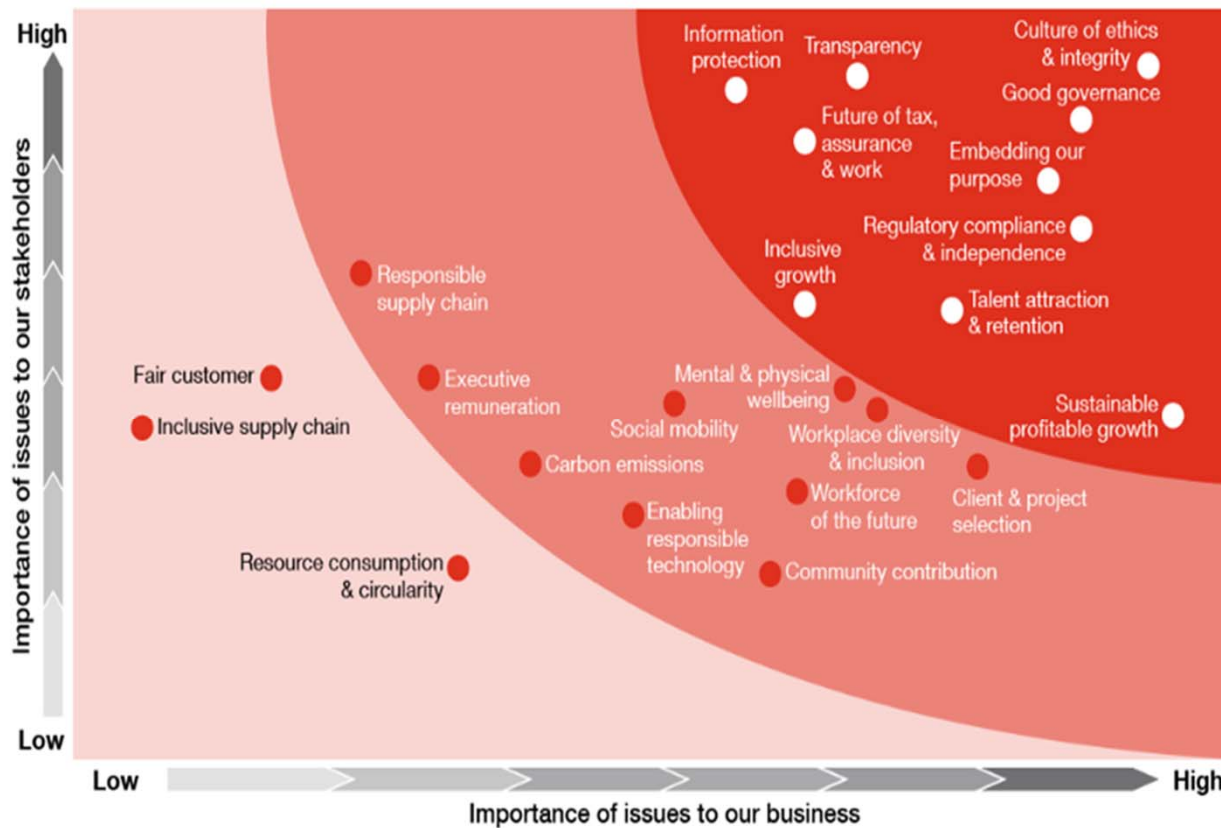 High
Importance of issues to our stakeholders
Low
Information
protection
Transparency
Culture of ethics
& integrity
Good governance
Future of tax,
assurance
& work
Embedding our
purpose
Regulatory compliance
& independence
Inclusive
growth
Talent attraction
& retention
Responsible
supply chain
Fair customer
Executive
remuneration
Mental & physical
wellbeing
Sustainable
profitable growth
Inclusive supply chain
Social mobility
Workplace diversity
& inclusion
Carbon emissions
Workforce
of the future
Client & project
selection
Enabling
responsible
technology
Resource consumption
& circularity
Community contribution
Low
High
Importance of issues to our business